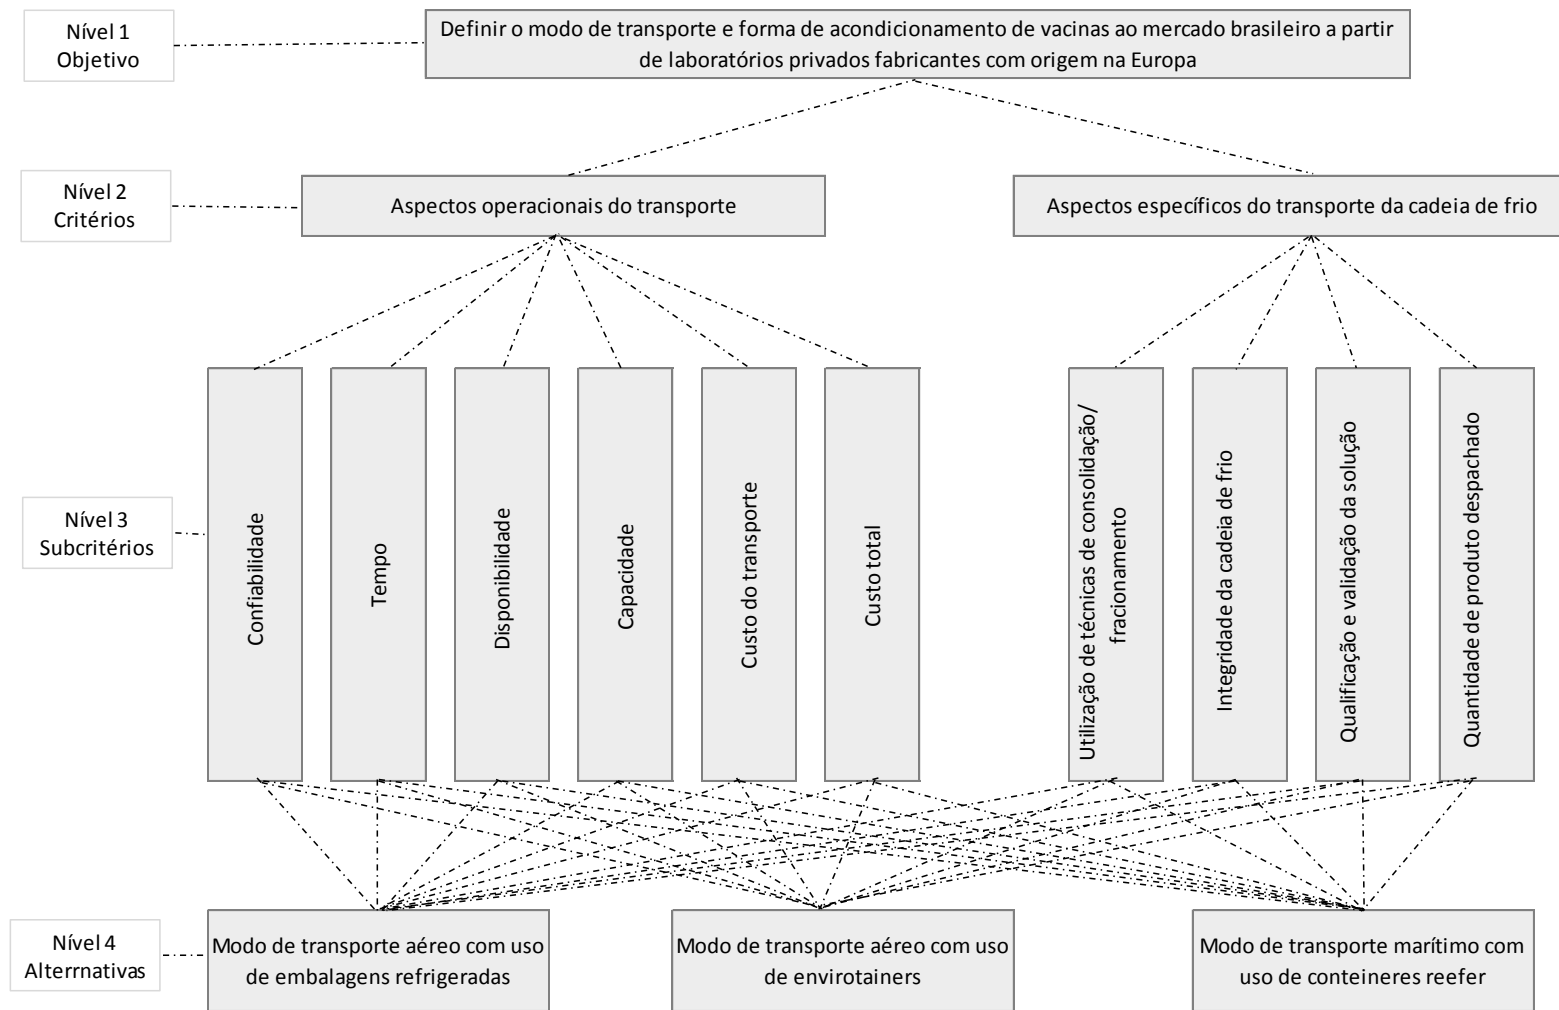 Nível 1
Objetivo
Definir o modo de transporte e forma de acondicionamento de vacinas ao mercado brasileiro a partir
de laboratórios privados fabricantes com origem na Europa
Nível 2
Critérios
Aspectos operacionais do transporte
Aspectos específicos do transporte da cadeia de frio
Nível 3
Subcritérios
Confiabilidade
Tempo
Disponibilidade
Capacidade
Custo do transporte
Custo total
Utilização de técnicas de consolidação/
fracionamento
Integridade da cadeia de frio
Qualificação e validação da solução
Quantidade de produto despachado
Nível 4
Alterrnativas
Modo de transporte aéreo com uso
de embalagens refrigeradas
Modo de transporte aéreo com uso
de envirotainers
Modo de transporte marítimo com
uso de conteineres reefer